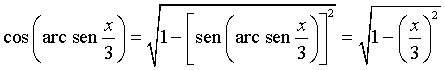 cos(arc sen x/3) = √(1−[sen(arc sen x/3)]²) = √(1−(x/3)²)